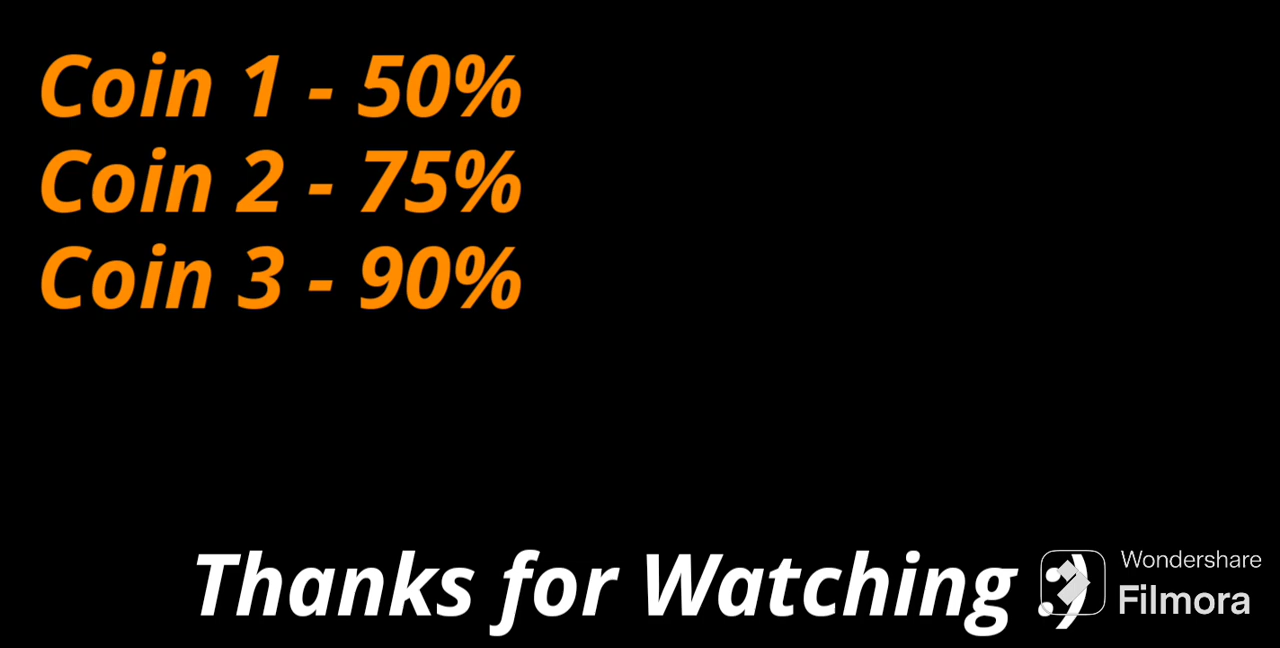 Coin 1 - 50%
Coin 2 - 75%
Coin 3 - 90%
Thanks for Watching :)
Wondershare
Filmora